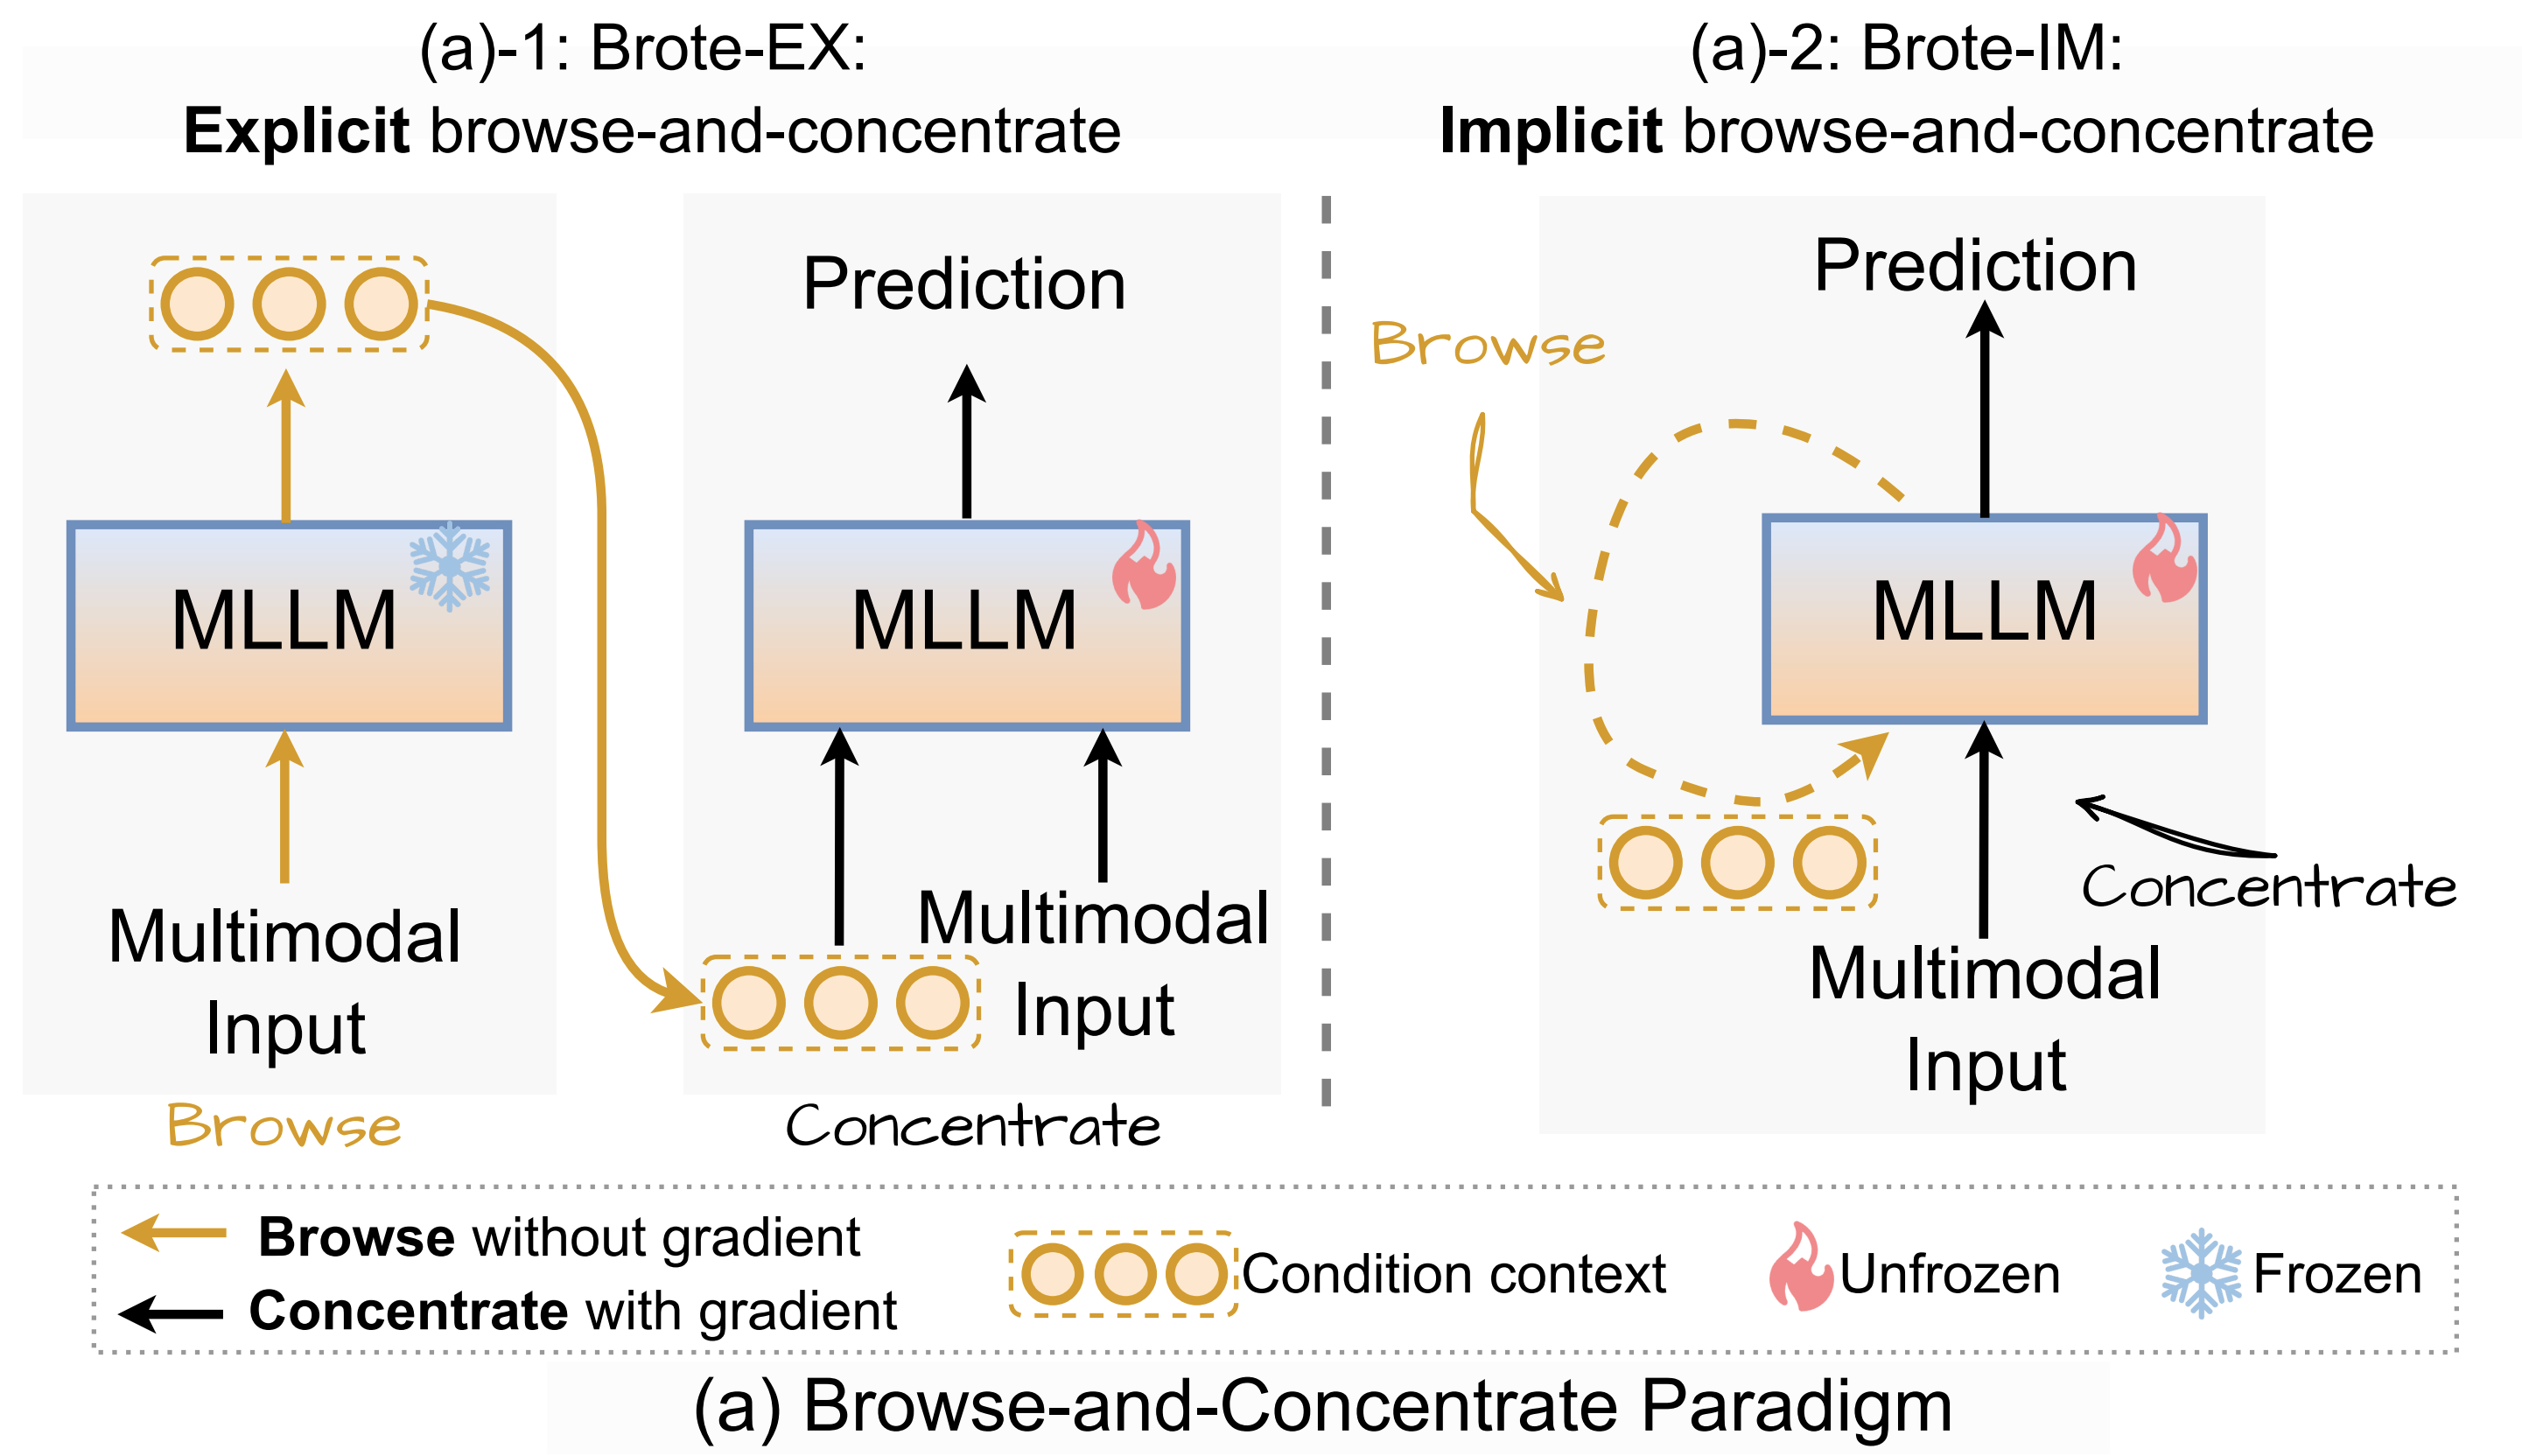 (a)-1: Brote-EX:
Explicit browse-and-concentrate
MLLM
Multimodal
Input
Browse
Prediction
MLLM
Multimodal
Input
Concentrate
(a)-2: Brote-IM:
Implicit browse-and-concentrate
Prediction
Browse
MLLM
Concentrate
Multimodal
Input
Browse without gradient
Concentrate with gradient
Condition context
Unfrozen
Frozen
(a) Browse-and-Concentrate Paradigm